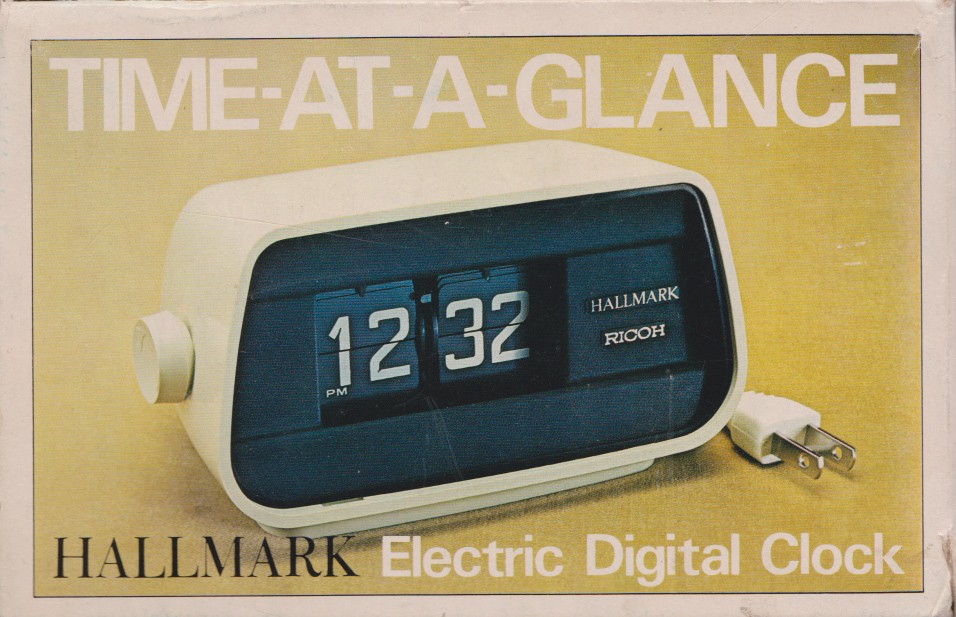 TIME-AT-A-GLANCE
12 32
PM
HALLMARK
RICOH
HALLMARK Electric Digital Clock